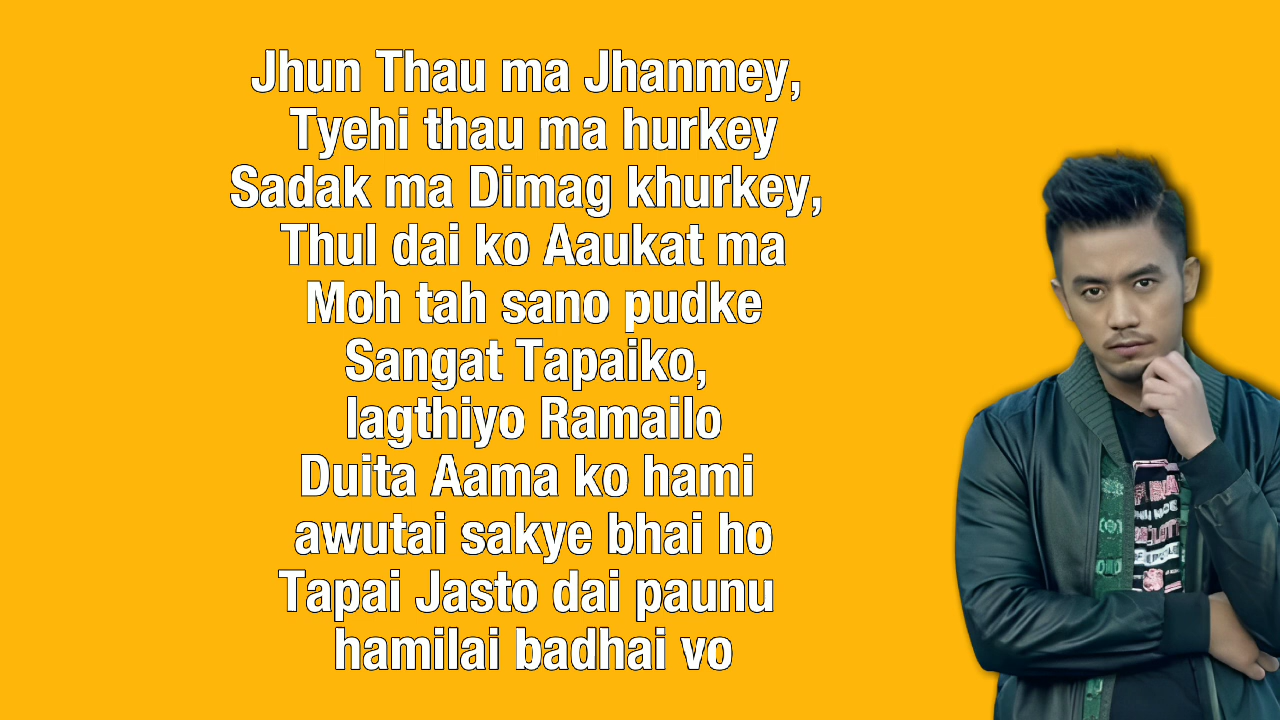 Jhun Thau ma Jhanmey,
Tyehi thau ma hurkey
Sadak ma Dimag khurkey,
Thul dai ko Aaukat ma
Moh tah sano pudke
Sangat Tapaiko,
lagthiyo Ramailo
Duita Aama ko hami
awutai sakye bhai ho
Tapai Jasto dai paunu
hamilai badhai vo